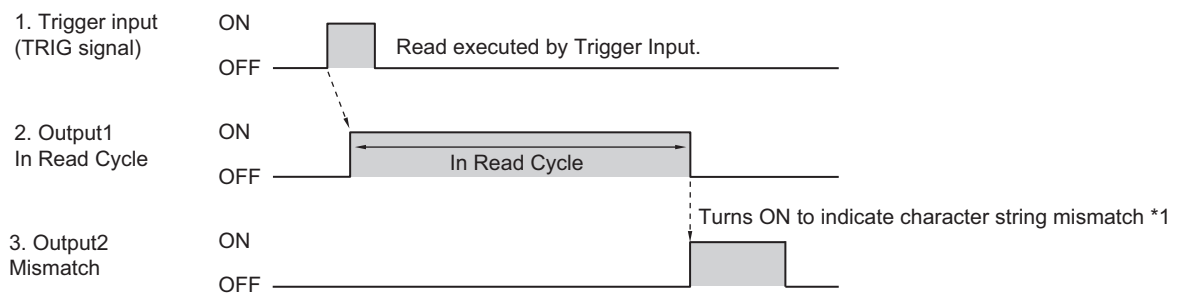 1. Trigger input
(TRIG signal)
ON
OFF
Read executed by Trigger Input.
2. Output1
In Read Cycle
ON
OFF
In Read Cycle
Turns ON to indicate character string mismatch *1
3. Output2
Mismatch
ON
OFF